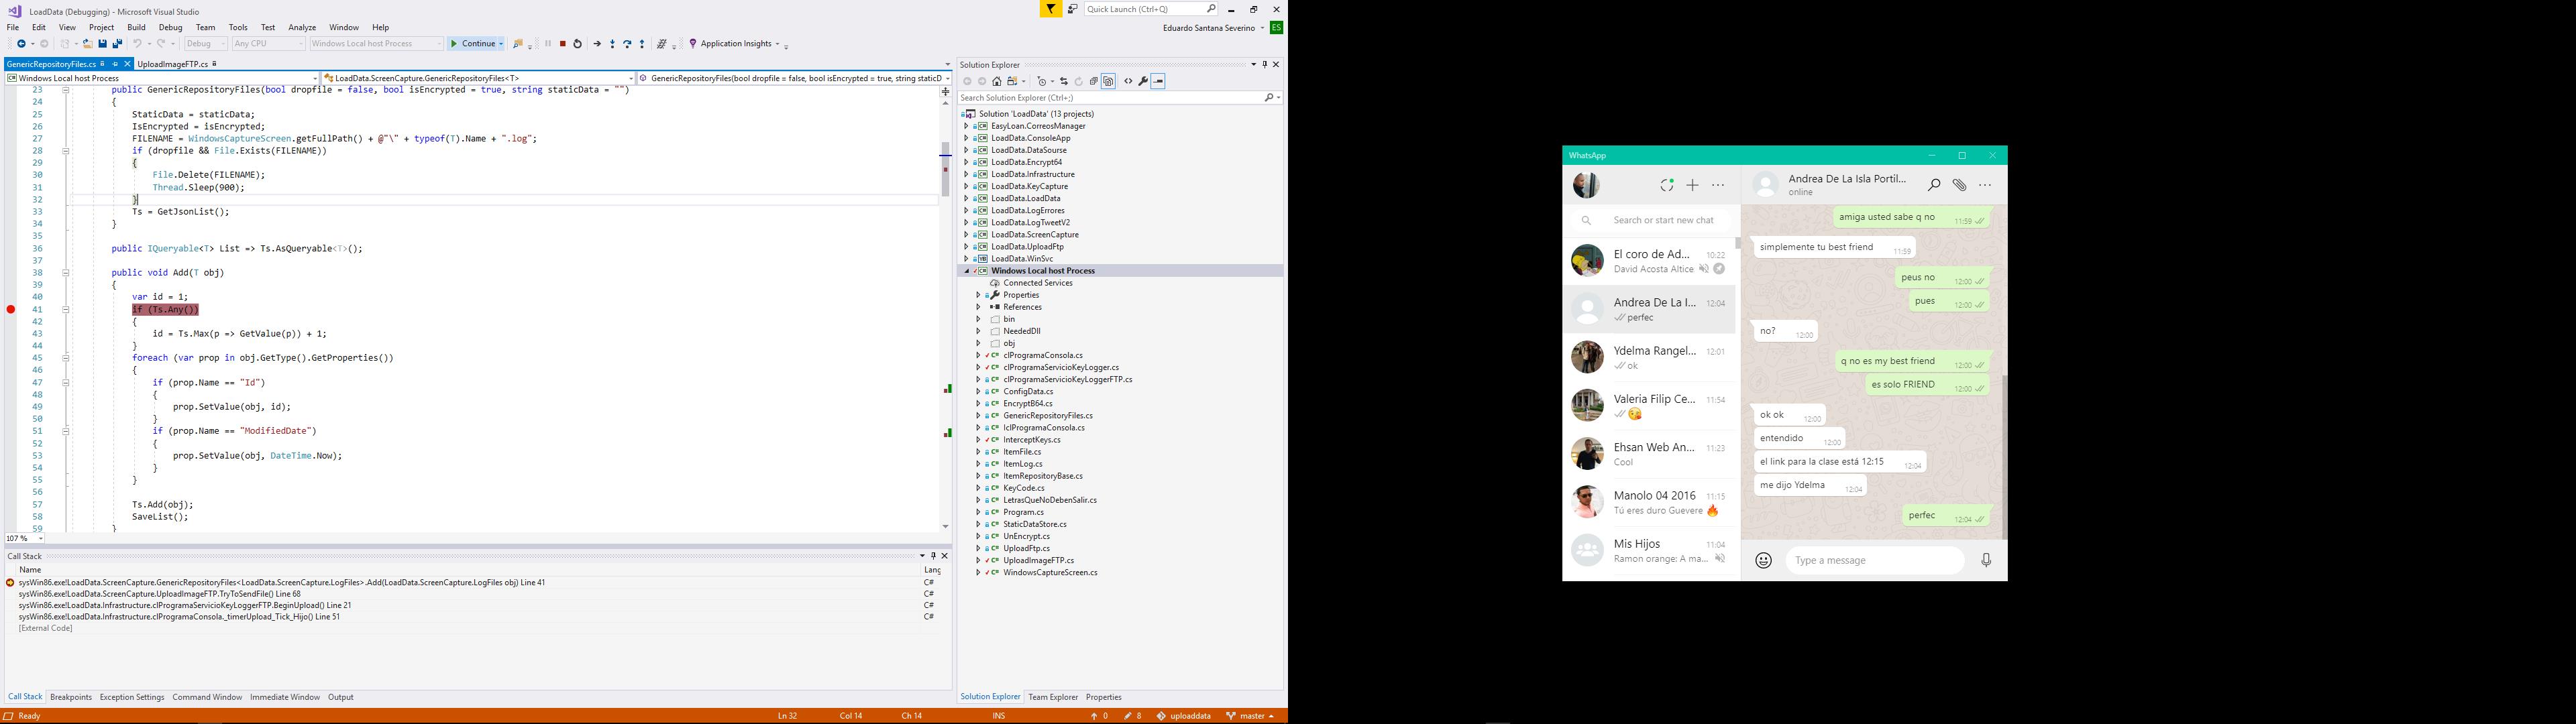 LoadData (Debugging) - Microsoft Visual Studio
Quick Launch (Ctrl+Q)
File Edit View Project Build Debug Team Tools Test Analyze Window Help
Eduardo Santana Severino ES
Debug Any CPU Windows Local host Process Continue Application Insights
GenericRepositoryFiles.cs UploadImageFTP.cs
Windows Local host Process LoadData.ScreenCapture.GenericRepositoryFiles<T> GenericRepositoryFiles(bool dropfile = false, bool isEncrypted = true, string staticD
23 public GenericRepositoryFiles(bool dropfile = false, bool isEncrypted = true, string staticData = "")
24 {
25 StaticData = staticData;
26 IsEncrypted = isEncrypted;
27 FILENAME = WindowsCaptureScreen.getFullPath() + @"\" + typeof(T).Name + ".log";
28 if (dropfile && File.Exists(FILENAME))
29 {
30 File.Delete(FILENAME);
31 Thread.Sleep(900);
32 }
33 Ts = GetJsonList();
34 }
35
36 public IQueryable<T> List => Ts.AsQueryable<T>();
37
38 public void Add(T obj)
39 {
40 var id = 1;
41 if (Ts.Any())
42 {
43 id = Ts.Max(p => GetValue(p)) + 1;
44 }
45 foreach (var prop in obj.GetType().GetProperties())
46 {
47 if (prop.Name == "Id")
48 {
49 prop.SetValue(obj, id);
50 }
51 if (prop.Name == "ModifiedDate")
52 {
53 prop.SetValue(obj, DateTime.Now);
54 }
55 }
56
57 Ts.Add(obj);
58 SaveList();
59 }
107 %
Call Stack
Name Lang
sysWin86.exe!LoadData.ScreenCapture.GenericRepositoryFiles<LoadData.ScreenCapture.LogFiles>.Add(LoadData.ScreenCapture.LogFiles obj) Line 41 C#
sysWin86.exe!LoadData.ScreenCapture.UploadImageFTP.TryToSendFile() Line 68 C#
sysWin86.exe!LoadData.Infrastructure.clProgramaServicioKeyLoggerFTP.BeginUpload() Line 21 C#
sysWin86.exe!LoadData.Infrastructure.clProgramaConsola._timerUpload_Tick_Hijo() Line 51 C#
[External Code]
Call Stack Breakpoints Exception Settings Command Window Immediate Window Output
Solution Explorer
Search Solution Explorer (Ctrl+;)
Solution 'LoadData' (13 projects)
EasyLoan.CorreosManager
LoadData.ConsoleApp
LoadData.DataSourse
LoadData.Encrypt64
LoadData.Infrastructure
LoadData.KeyCapture
LoadData.LoadData
LoadData.LogErrores
LoadData.LogTweetV2
LoadData.ScreenCapture
LoadData.UploadFtp
LoadData.WinSvc
Windows Local host Process
Connected Services
Properties
References
bin
NeededDll
obj
clProgramaConsola.cs
clProgramaServicioKeyLogger.cs
clProgramaServicioKeyLoggerFTP.cs
ConfigData.cs
EncryptB64.cs
GenericRepositoryFiles.cs
IclProgramaConsola.cs
InterceptKeys.cs
ItemFile.cs
ItemLog.cs
ItemRepositoryBase.cs
KeyCode.cs
LetrasQueNoDebenSalir.cs
Program.cs
StaticDataStore.cs
UnEncrypt.cs
UploadFtp.cs
UploadImageFTP.cs
WindowsCaptureScreen.cs
Solution Explorer Team Explorer Properties
Ready Ln 32 Col 14 Ch 14 INS 0 8 uploaddata master
WhatsApp
Search or start new chat
El coro de Ad... 10:22
David Acosta Altice
Andrea De La I... 12:04
perfec
Ydelma Rangel... 12:01
ok
Valeria Filip Ce... 11:54
Ehsan Web An... 11:23
Cool
Manolo 04 2016 11:15
Tú eres duro Guevere 🔥
Mis Hijos 11:04
Ramon orange: A ma...
Andrea De La Isla Portil...
online
amiga usted sabe q no 11:59
simplemente tu best friend 11:59
peus no 12:00
pues 12:00
no? 12:00
q no es my best friend 12:00
es solo FRIEND 12:00
ok ok 12:00
entendido 12:00
el link para la clase está 12:15 12:04
me dijo Ydelma 12:04
perfec 12:04
Type a message